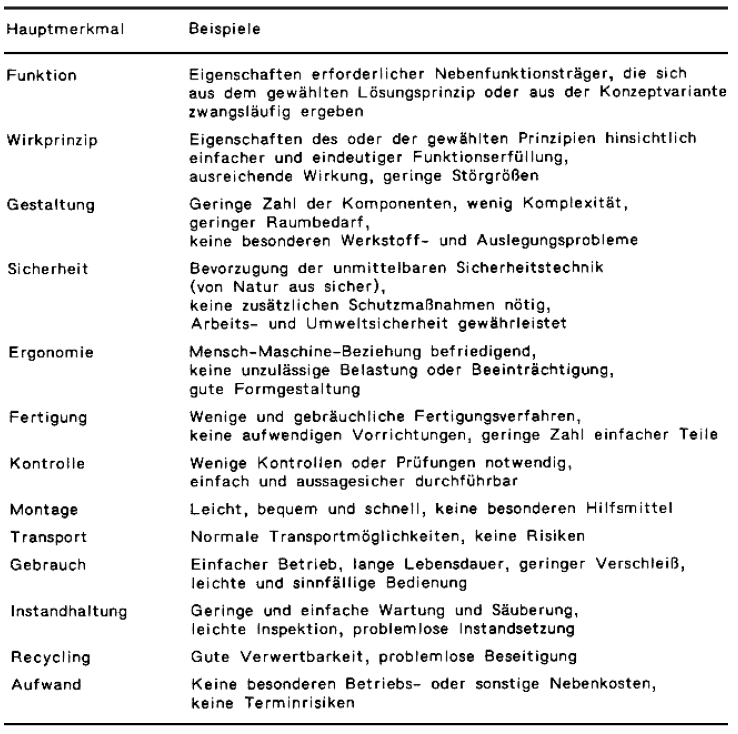 Hauptmerkmal Beispiele
Funktion Eigenschaften erforderlicher Nebenfunktionsträger, die sich
aus dem gewählten Lösungsprinzip oder aus der Konzeptvariante
zwangsläufig ergeben
Wirkprinzip Eigenschaften des oder der gewählten Prinzipien hinsichtlich
einfacher und eindeutiger Funktionserfüllung,
ausreichende Wirkung, geringe Störgrößen
Gestaltung Geringe Zahl der Komponenten, wenig Komplexität,
geringer Raumbedarf,
keine besonderen Werkstoff- und Auslegungsprobleme
Sicherheit Bevorzugung der unmittelbaren Sicherheitstechnik
(von Natur aus sicher),
keine zusätzlichen Schutzmaßnahmen nötig,
Arbeits- und Umweltsicherheit gewährleistet
Ergonomie Mensch-Maschine-Beziehung befriedigend,
keine unzulässige Belastung oder Beeinträchtigung,
gute Formgestaltung
Fertigung Wenige und gebräuchliche Fertigungsverfahren,
keine aufwendigen Vorrichtungen, geringe Zahl einfacher Teile
Kontrolle Wenige Kontrollen oder Prüfungen notwendig,
einfach und aussagesicher durchführbar
Montage Leicht, bequem und schnell, keine besonderen Hilfsmittel
Transport Normale Transportmöglichkeiten, keine Risiken
Gebrauch Einfacher Betrieb, lange Lebensdauer, geringer Verschleiß,
leichte und sinnfällige Bedienung
Instandhaltung Geringe und einfache Wartung und Säuberung,
leichte Inspektion, problemlose Instandsetzung
Recycling Gute Verwertbarkeit, problemlose Beseitigung
Aufwand Keine besonderen Betriebs- oder sonstige Nebenkosten,
keine Terminrisiken